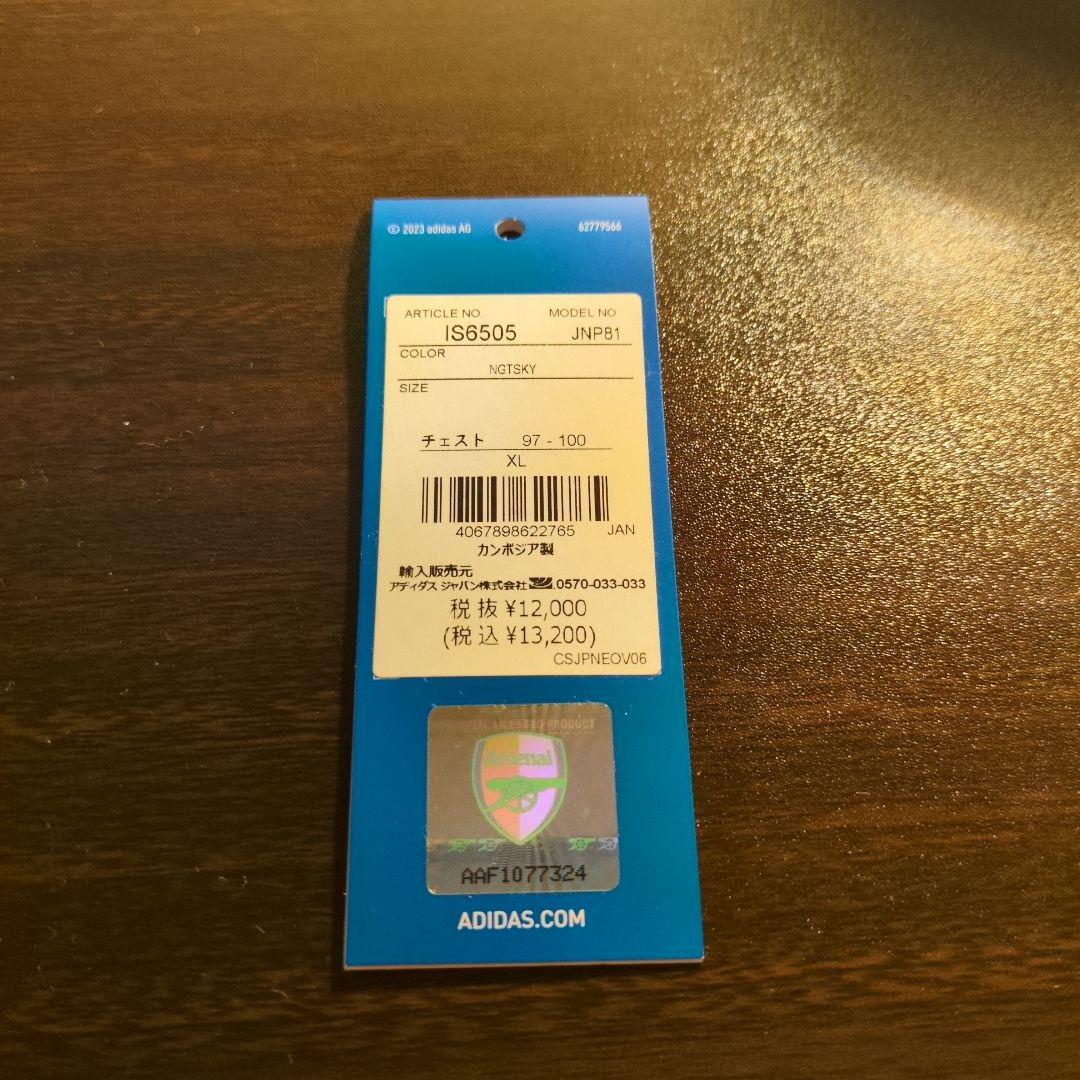 © 2023 adidas AG 62779566
ARTICLE NO. MODEL NO
IS6505 JNP81
COLOR
NGTSKY
SIZE
チェスト 97 - 100
XL
4067898622765 JAN
カンボジア製
輸入販売元
アディダス ジャパン株式会社 0570-033-033
税抜 ¥12,000
(税込 ¥13,200)
CSJPNEOV06
PRODUCT
Arsenal
AAF1077324
ADIDAS.COM